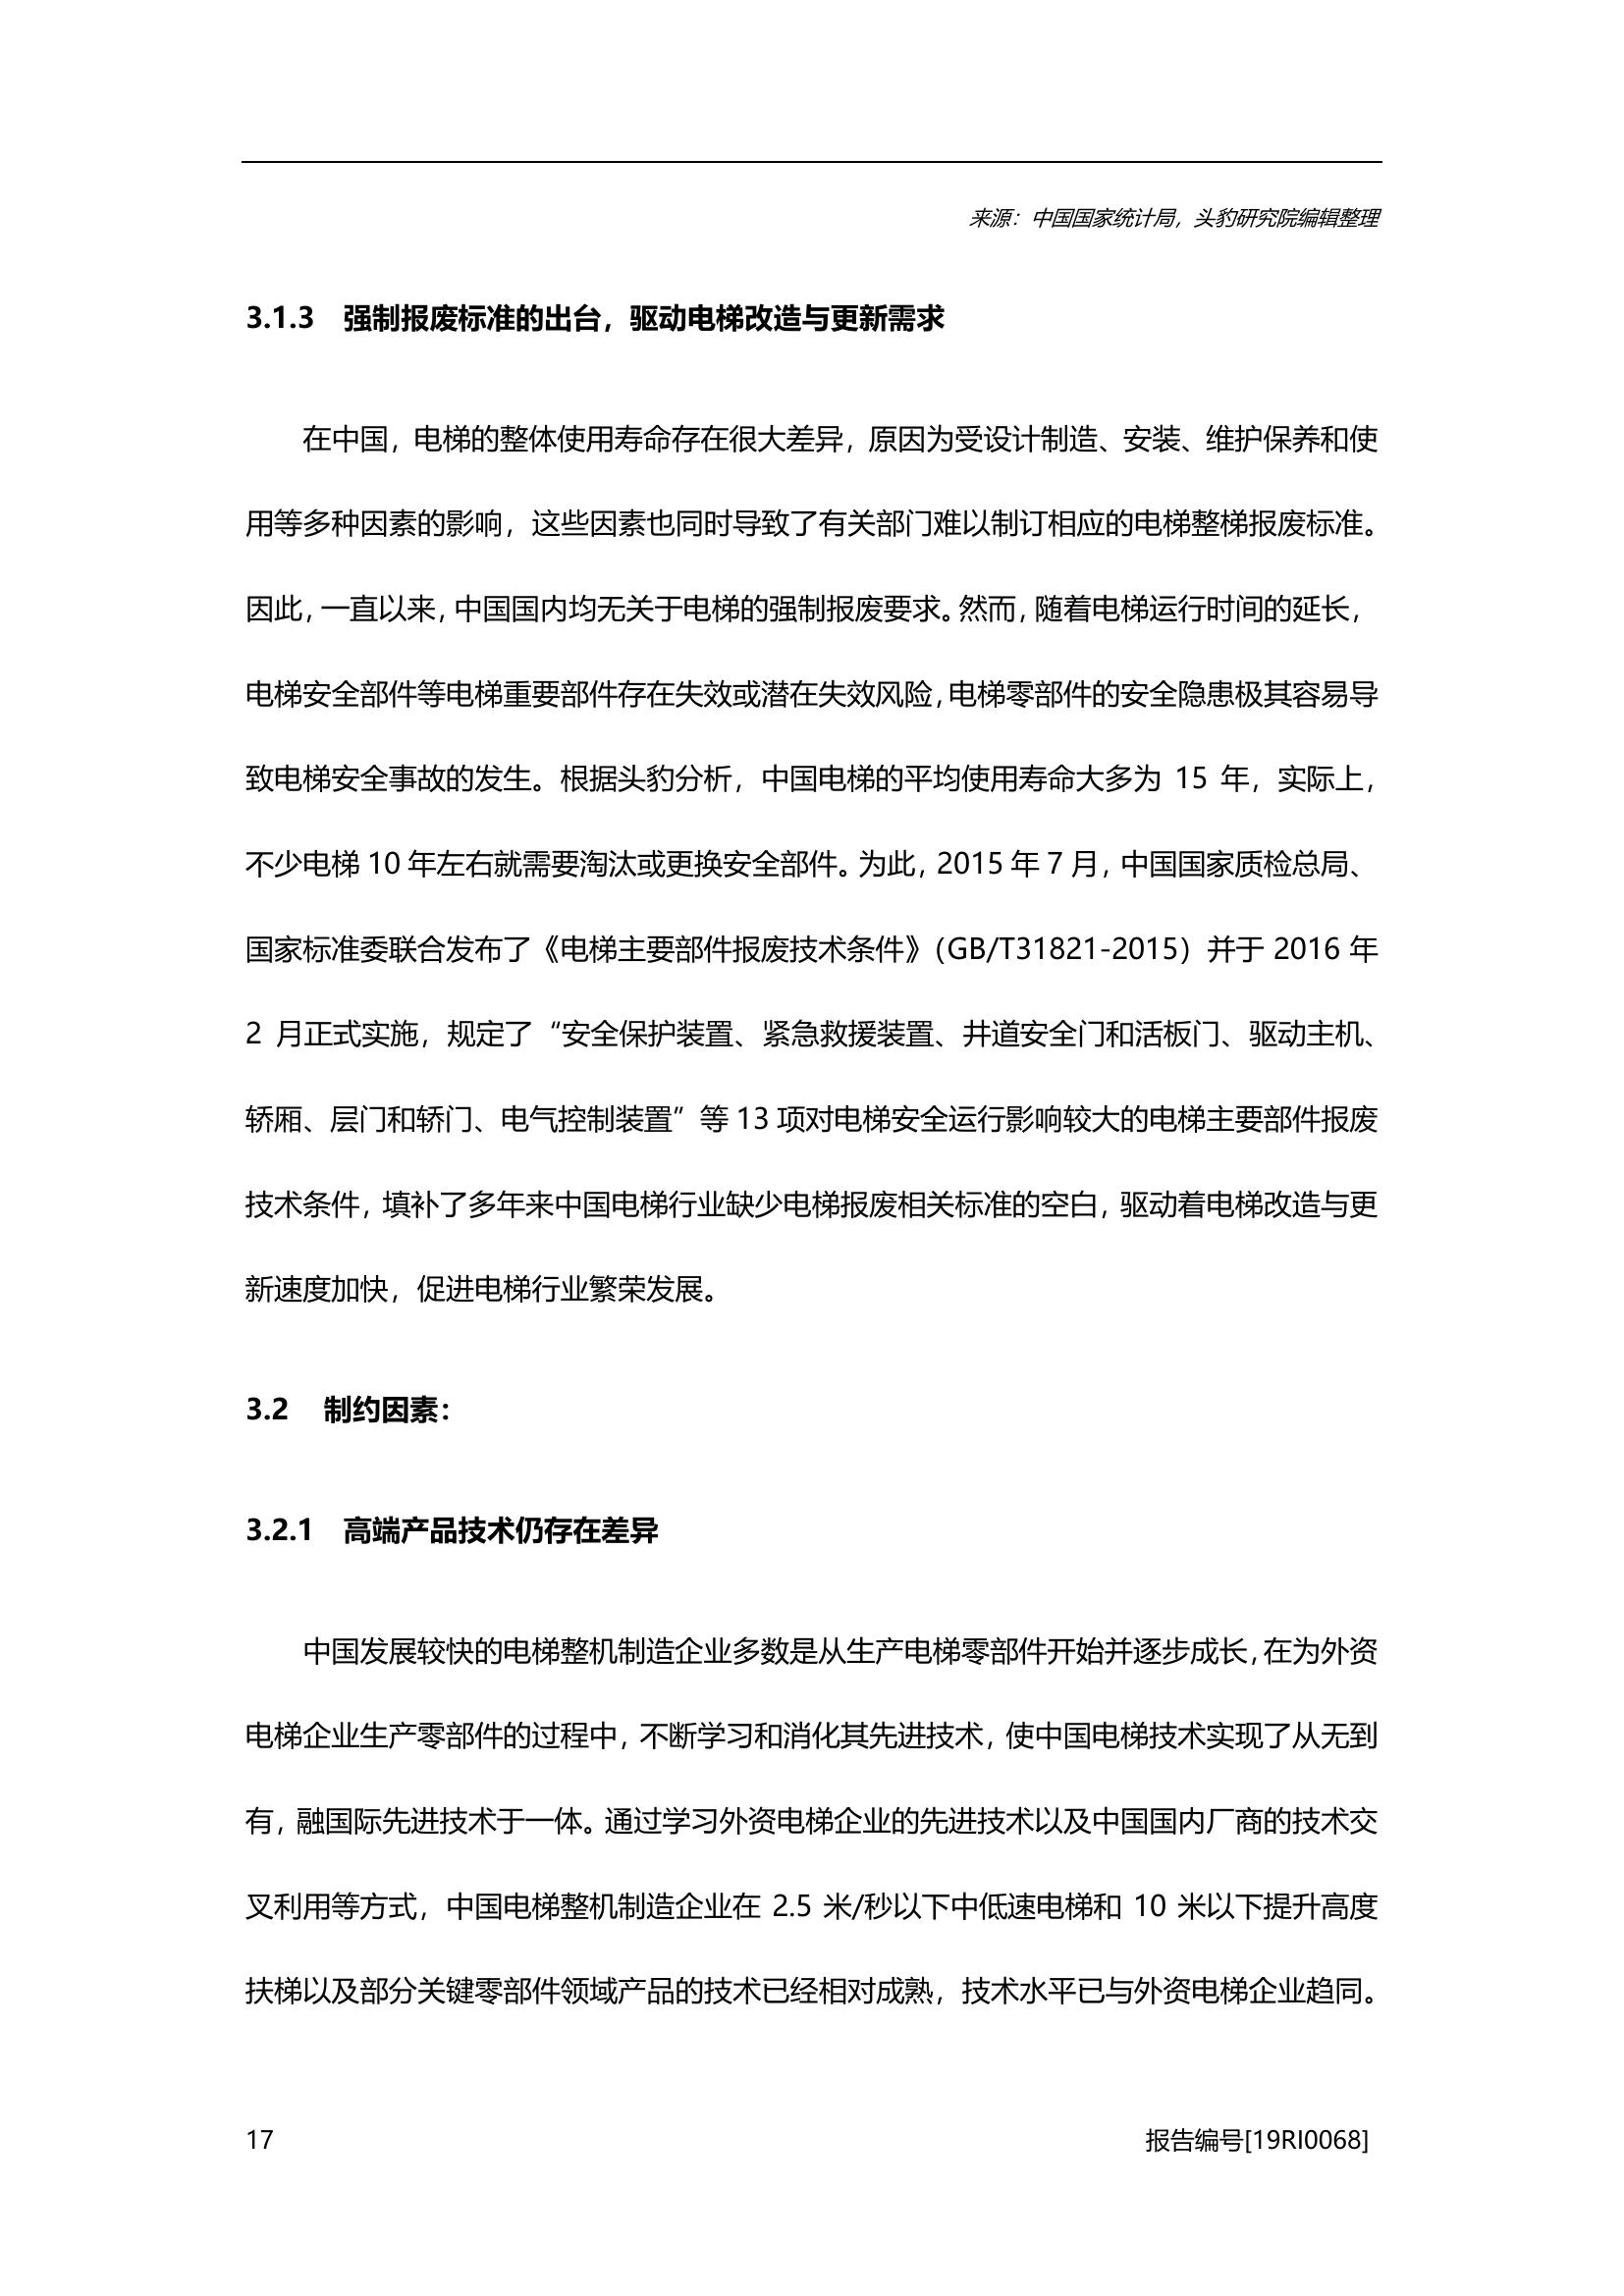 来源：中国国家统计局，头豹研究院编辑整理
3.1.3 强制报废标准的出台，驱动电梯改造与更新需求
在中国，电梯的整体使用寿命存在很大差异，原因为受设计制造、安装、维护保养和使
用等多种因素的影响，这些因素也同时导致了有关部门难以制订相应的电梯整梯报废标准。
因此，一直以来，中国国内均无关于电梯的强制报废要求。然而，随着电梯运行时间的延长，
电梯安全部件等电梯重要部件存在失效或潜在失效风险，电梯零部件的安全隐患极其容易导
致电梯安全事故的发生。根据头豹分析，中国电梯的平均使用寿命大多为 15 年，实际上，
不少电梯 10 年左右就需要淘汰或更换安全部件。为此，2015 年 7 月，中国国家质检总局、
国家标准委联合发布了《电梯主要部件报废技术条件》（GB/T31821-2015）并于 2016 年
2 月正式实施，规定了“安全保护装置、紧急救援装置、井道安全门和活板门、驱动主机、
轿厢、层门和轿门、电气控制装置”等 13 项对电梯安全运行影响较大的电梯主要部件报废
技术条件，填补了多年来中国电梯行业缺少电梯报废相关标准的空白，驱动着电梯改造与更
新速度加快，促进电梯行业繁荣发展。
3.2 制约因素：
3.2.1 高端产品技术仍存在差异
中国发展较快的电梯整机制造企业多数是从生产电梯零部件开始并逐步成长，在为外资
电梯企业生产零部件的过程中，不断学习和消化其先进技术，使中国电梯技术实现了从无到
有，融国际先进技术于一体。通过学习外资电梯企业的先进技术以及中国国内厂商的技术交
叉利用等方式，中国电梯整机制造企业在 2.5 米/秒以下中低速电梯和 10 米以下提升高度
扶梯以及部分关键零部件领域产品的技术已经相对成熟，技术水平已与外资电梯企业趋同。
17 报告编号[19RI0068]